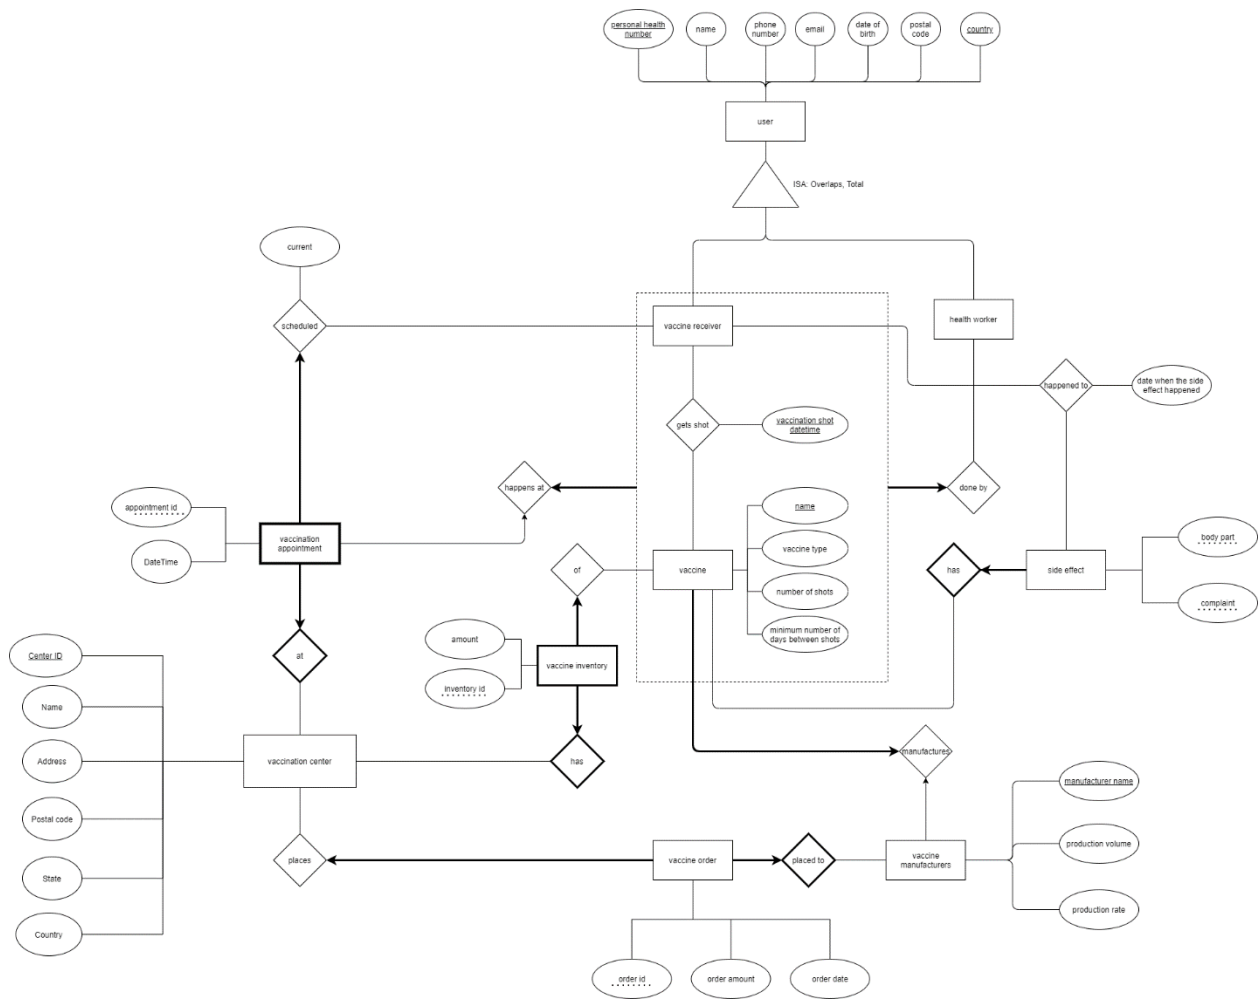 personal health
number
name
phone
number
email
date of
birth
postal
code
country
user
ISA: Overlaps, Total
current
scheduled
vaccine receiver
health worker
happened to
date when the side
effect happened
gets shot
vaccination shot
datetime
happens at
done by
appointment id
DateTime
vaccination
appointment
name
vaccine type
number of shots
minimum number of
days between shots
of
vaccine
has
side effect
body part
complaint
amount
inventory id
vaccine inventory
at
Center ID
Name
Address
Postal code
State
Country
vaccination center
has
manufactures
manufacturer name
production volume
production rate
places
vaccine order
placed to
vaccine
manufacturers
order id
order amount
order date